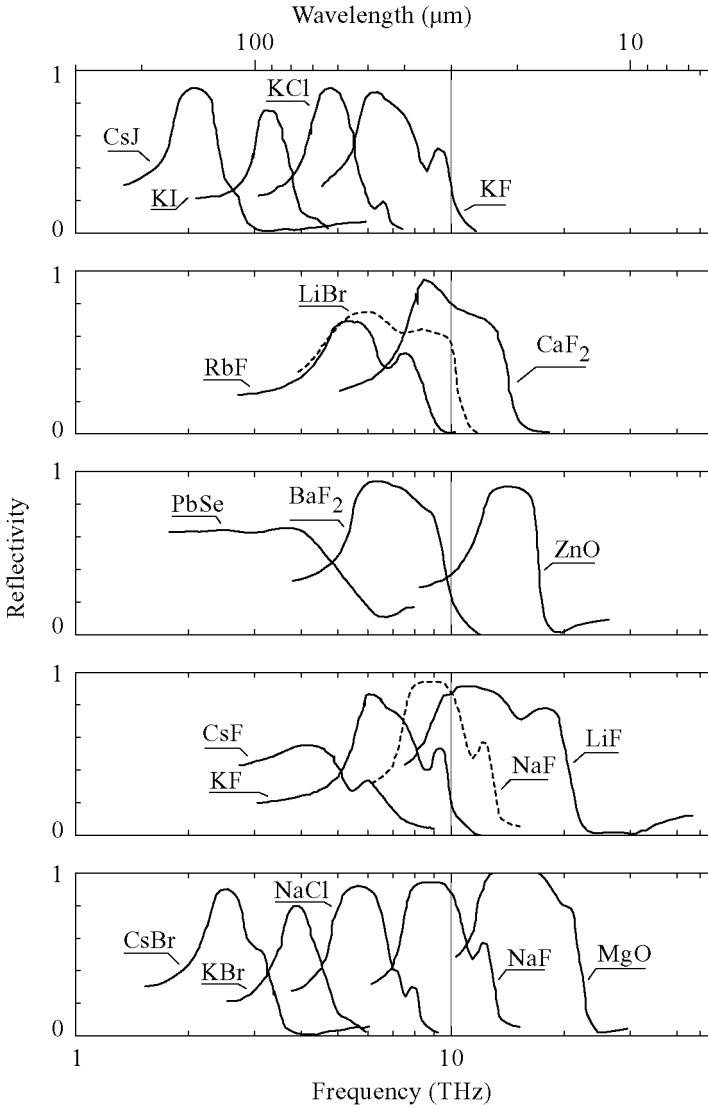 Wavelength (μm)
100 10
1
KCl
CsJ
KI
KF
0
1
LiBr
RbF
CaF2
0
1
PbSe
BaF2
ZnO
0
Reflectivity
1
CsF
LiF
KF
NaF
0
1
NaCl
CsBr
KBr
NaF
MgO
0
1 10
Frequency (THz)